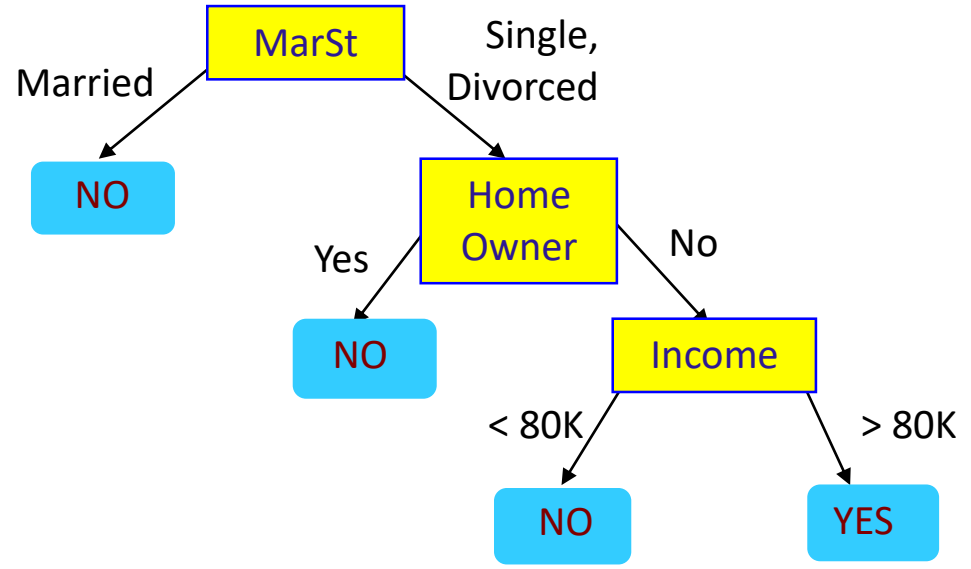 MarSt
Single,
Divorced
Married
NO
Home
Owner
Yes
No
NO
Income
< 80K
> 80K
NO
YES